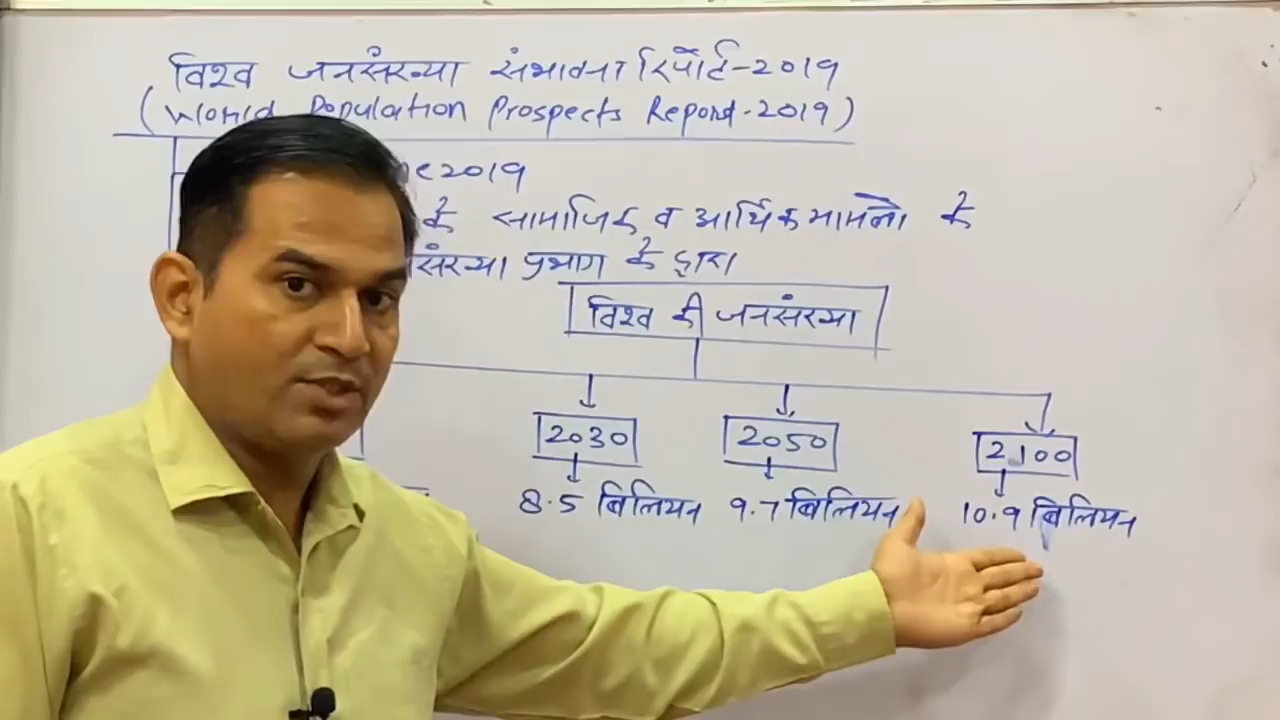 विश्व जनसंख्या संभावना रिपोर्ट-2019
(World Population Prospects Report-2019)
2019
के सामाजिक व आर्थिक मामलो के
प्रभाग के द्वारा
विश्व की जनसंख्या
2030 2050 2100
8.5 बिलियन 9.7 बिलियन 10.9 बिलियन